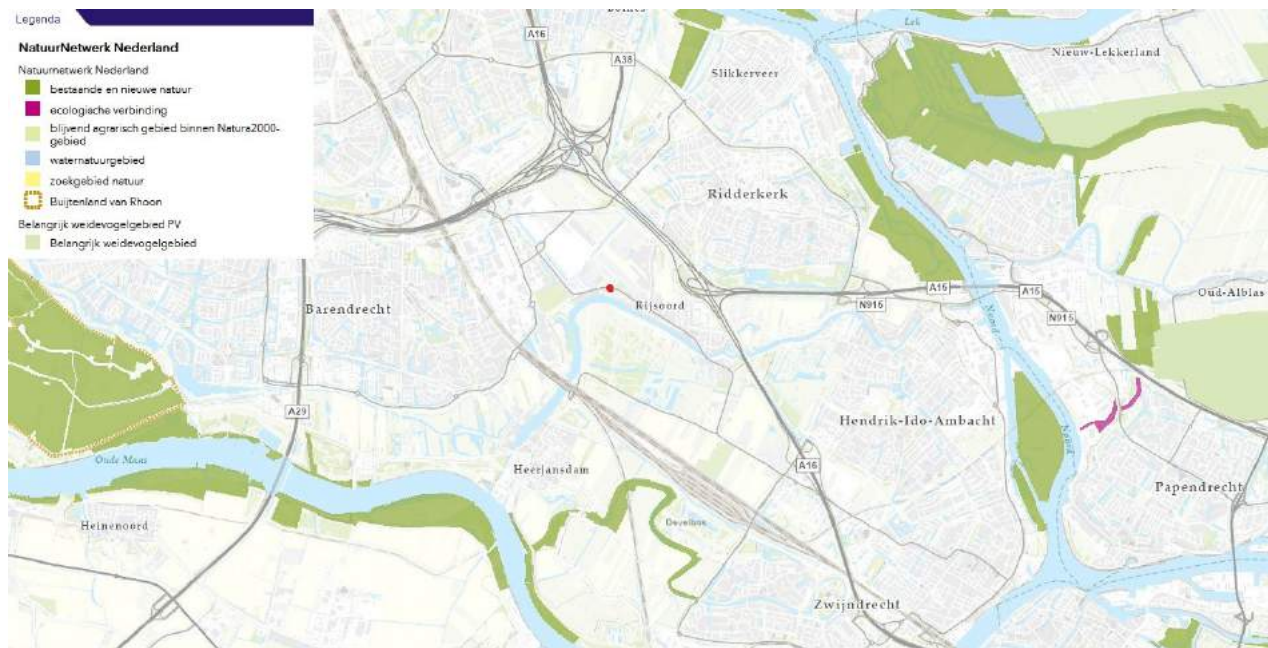 Legenda
NatuurNetwerk Nederland
Natuurnetwerk Nederland
bestaande en nieuwe natuur
ecologische verbinding
blijvend agrarisch gebied binnen Natura2000-
gebied
waternatuurgebied
zoekgebied natuur
Buijtenland van Rhoon
Belangrijk weidevogelgebied PV
Belangrijk weidevogelgebied
A16
A38
Lek
Nieuw-Lekkerland
Slikkerveer
Ridderkerk
Barendrecht
Rijsoord
A15
A15
N915
N915
Oud-Alblas
Noord
A29
Hendrik-Ido-Ambacht
Noord
Oude Maas
Heerjansdam
A16
Papendrecht
Heinenoord
Develbos
Zwijndrecht